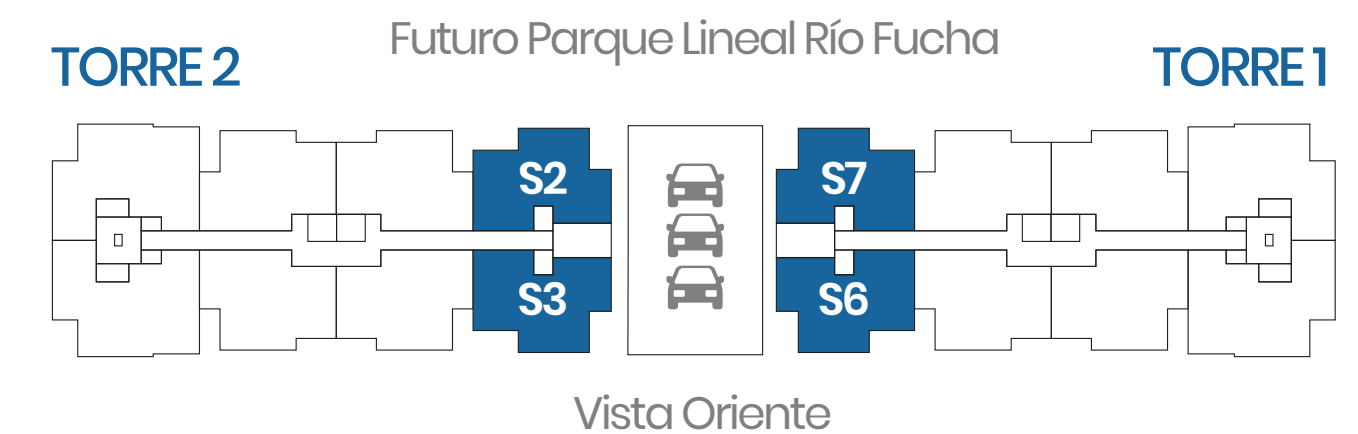 Futuro Parque Lineal Río Fucha
TORRE 2
TORRE 1
S2
S7
S3
S6
Vista Oriente